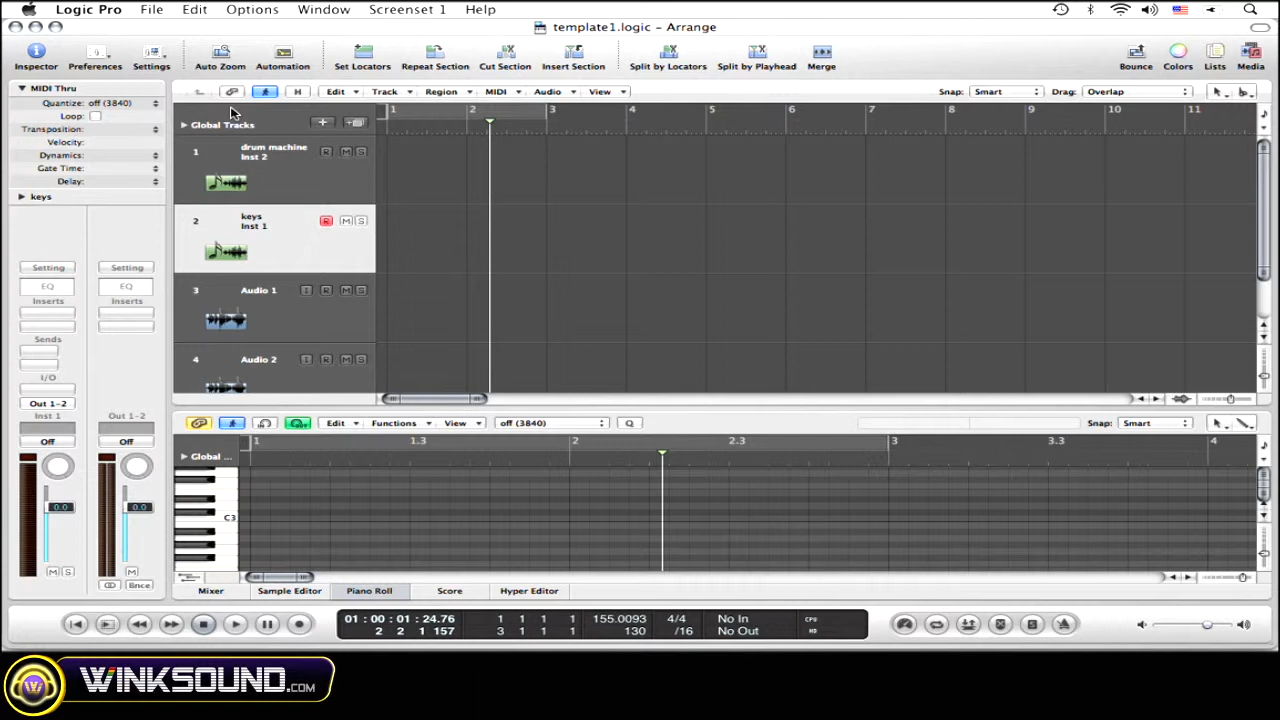 Logic Pro File Edit Options Window Screenset 1 Help
template1.logic – Arrange
Inspector Preferences Settings Auto Zoom Automation Set Locators Repeat Section Cut Section Insert Section Split by Locators Split by Playhead Merge Bounce Colors Lists Media
MIDI Thru
H Edit Track Region MIDI Audio View Snap: Smart Drag: Overlap
Quantize: off (3840)
Loop:
Transposition:
Velocity:
Dynamics:
Gate Time:
Delay:
keys
1 2 3 4 5 6 7 8 9 10 11
Global Tracks
1 drum machine R M S
Inst 2
2 keys R M S
Inst 1
3 Audio 1 I R M S
4 Audio 2 I R M S
Setting Setting
EQ EQ
Inserts Inserts
Sends
I/O
Out 1-2
Inst 1 Out 1-2
Off Off
0.0 0.0
M S M
Bnce
Edit Functions View off (3840) Q Snap: Smart
1 1.3 2 2.3 3 3.3 4
Global ...
C3
Mixer Sample Editor Piano Roll Score Hyper Editor
01 : 00 : 01 : 24.76 1 1 1 1 155.0093 4/4 No In CPU
2 2 1 157 3 1 1 1 130 /16 No Out HD
W WINKSOUND.COM